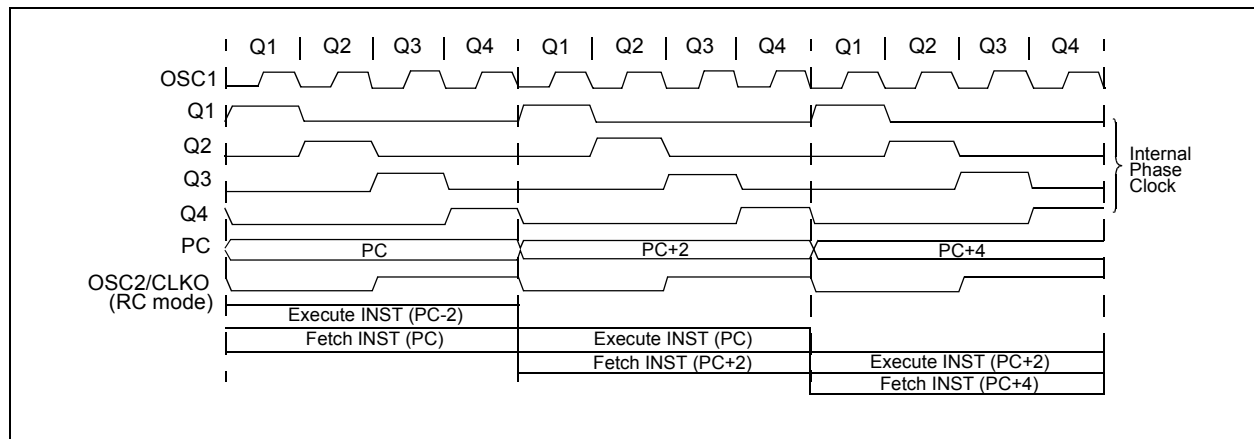 Q1 Q2 Q3 Q4 Q1 Q2 Q3 Q4 Q1 Q2 Q3 Q4
OSC1
Q1
Q2
Q3
Q4
Internal
Phase
Clock
PC
PC PC+2 PC+4
OSC2/CLKO
(RC mode)
Execute INST (PC-2)
Fetch INST (PC) Execute INST (PC)
Fetch INST (PC+2) Execute INST (PC+2)
Fetch INST (PC+4)